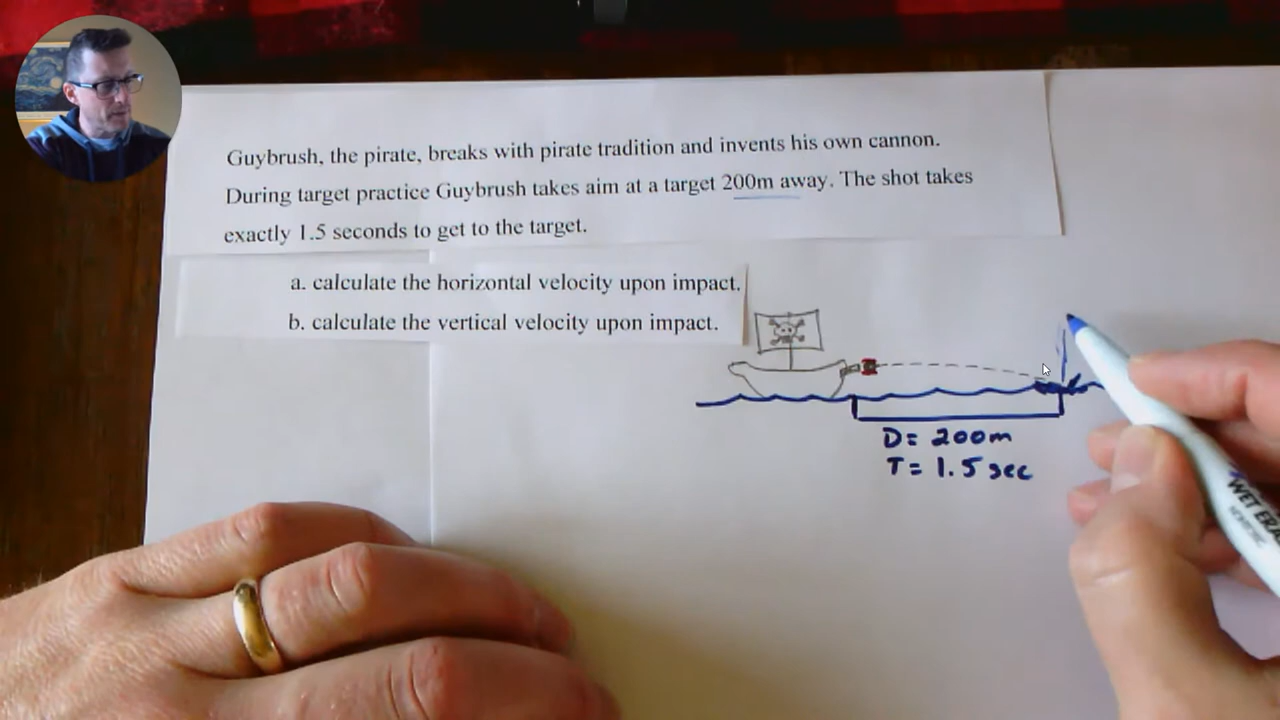 Guybrush, the pirate, breaks with pirate tradition and invents his own cannon.
During target practice Guybrush takes aim at a target 200m away. The shot takes
exactly 1.5 seconds to get to the target.
a. calculate the horizontal velocity upon impact.
b. calculate the vertical velocity upon impact.
D= 200m
T= 1.5 sec
WET ERA